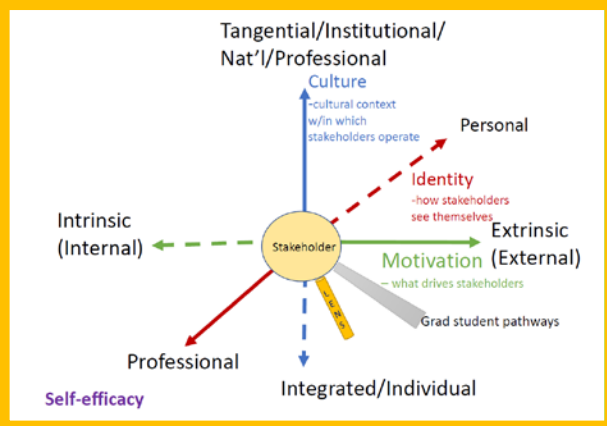 Tangential/Institutional/
Nat'l/Professional
Culture
-cultural context
w/in which
stakeholders operate
Personal
Identity
-how stakeholders
see themselves
Intrinsic
(Internal)
Stakeholder
Extrinsic
(External)
Motivation
– what drives stakeholders
LENS
Grad student pathways
Professional
Integrated/Individual
Self-efficacy